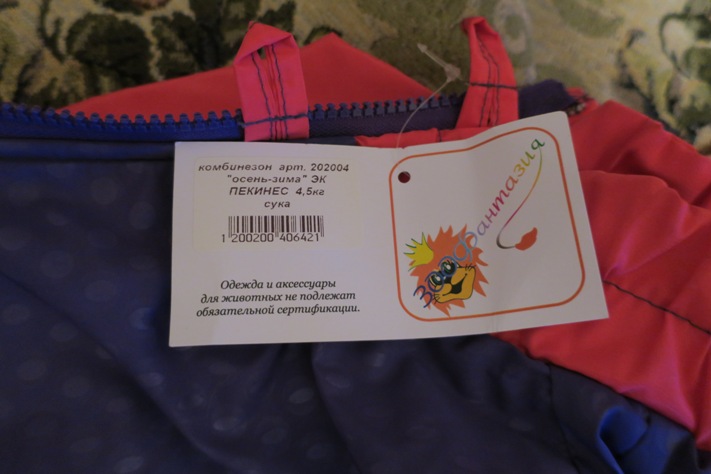 комбинезон арт. 202004
"осень-зима" ЭК
ПЕКИНЕС 4,5кг
сука
1 200200 406421
Одежда и аксессуары
для животных не подлежат
обязательной сертификации.
Зоофантазия